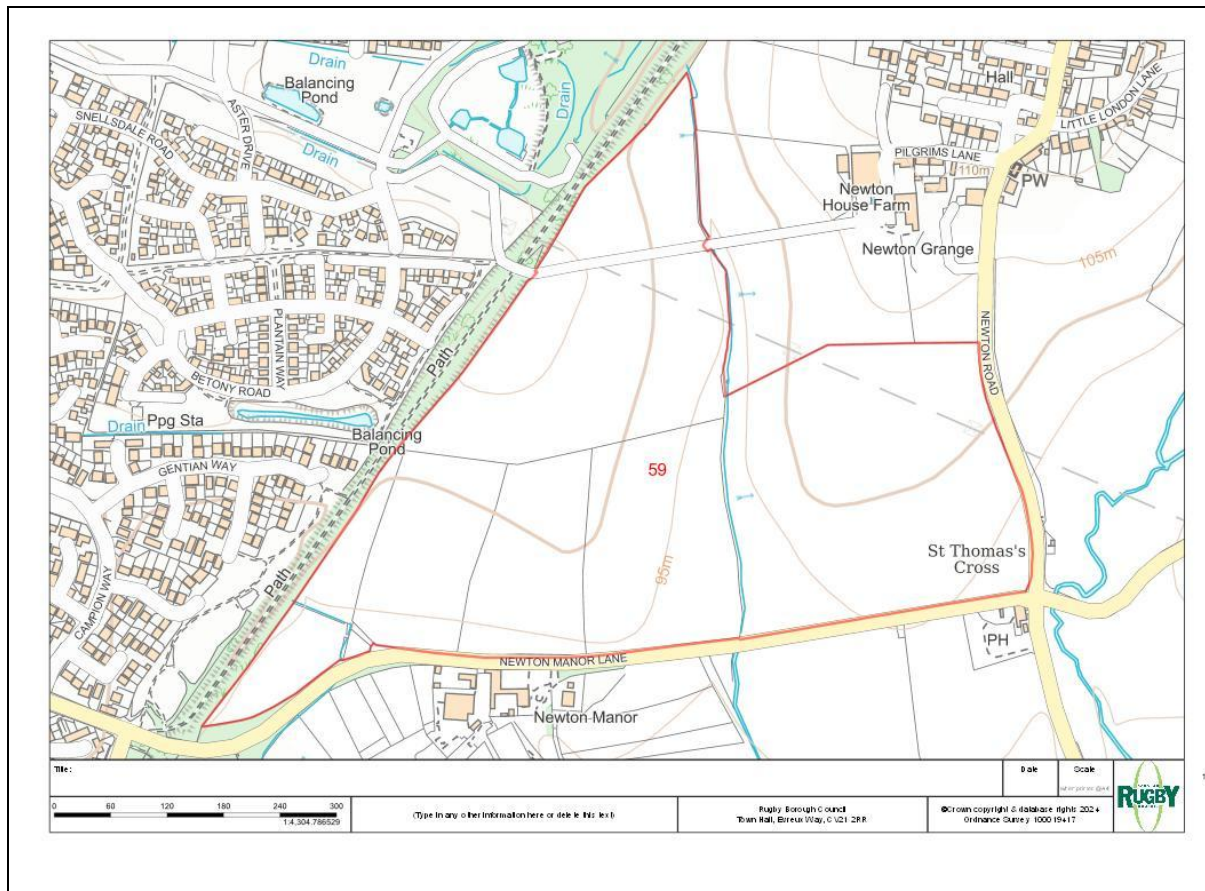 Drain
Balancing
Pond
Drain
Drain
SNELLSDALE ROAD
ASTER DRIVE
Hall
LITTLE LONDON LANE
PILGRIMS LANE
110m
PW
Newton
House Farm
Newton Grange
105m
NEWTON ROAD
PLANTAIN WAY
BETONY ROAD
Path
Ppg Sta
Drain
Balancing
Pond
GENTIAN WAY
59
95m
St Thomas's
Cross
Path
CAMPION WAY
PH
NEWTON MANOR LANE
Newton Manor
Title:
Date
Scale
0 60 120 180 240 300
1:4,304.786529
(Type in any other information here or delete this text)
Rugby Borough Council
Town Hall, Evreux Way, CV21 2RR
©Crown copyright & database rights 2024
Ordnance Survey 100019417
RUGBY
1